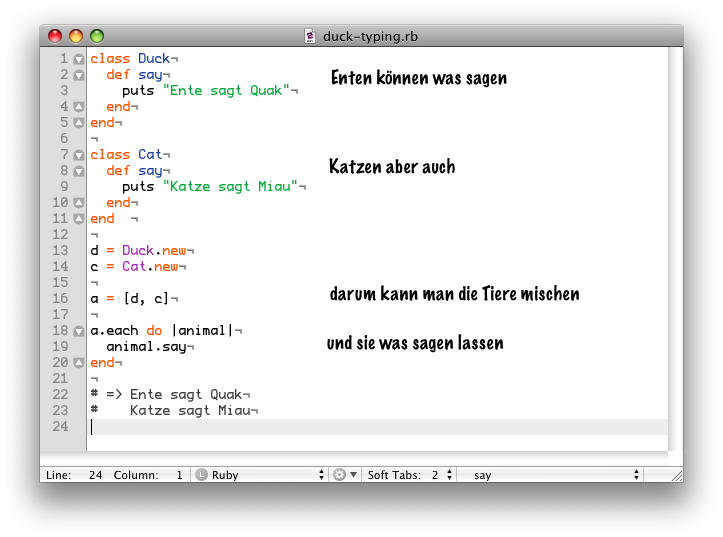 duck-typing.rb
1 class Duck¬
2   def say¬ Enten können was sagen
3     puts "Ente sagt Quak"¬
4   end¬
5 end¬
6 ¬
7 class Cat¬ Katzen aber auch
8   def say¬
9     puts "Katze sagt Miau"¬
10   end¬
11 end  ¬
12 ¬
13 d = Duck.new¬
14 c = Cat.new¬
15 ¬
16 a = [d, c]¬ darum kann man die Tiere mischen
17 ¬
18 a.each do |animal|¬
19   animal.say¬ und sie was sagen lassen
20 end¬
21 ¬
22 # => Ente sagt Quak¬
23 #    Katze sagt Miau¬
24
Line: 24 Column: 1 L Ruby Soft Tabs: 2 say